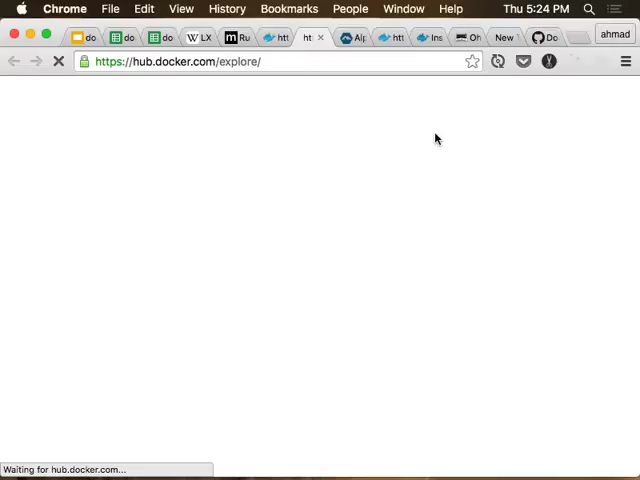 Chrome File Edit View History Bookmarks People Window Help Thu 5:24 PM
do do do LX Ru htt ht Alp htt Ins Oh New Do ahmad
https://hub.docker.com/explore/
Waiting for hub.docker.com...